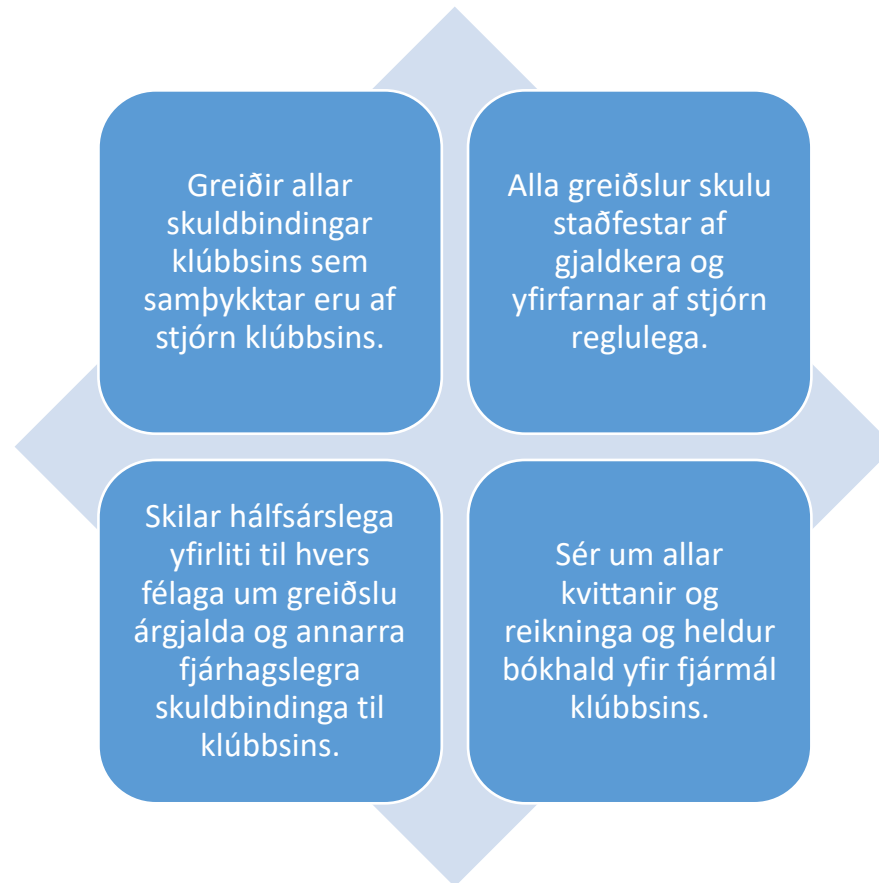 Greiðir allar
skuldbindingar
klúbbsins sem
samþykktar eru af
stjórn klúbbsins.
Alla greiðslur skulu
staðfestar af
gjaldkera og
yfirfarnar af stjórn
reglulega.
Skilar hálfsárslega
yfirliti til hvers
félaga um greiðslu
árgjalda og annarra
fjárhagslegra
skuldbindinga til
klúbbsins.
Sér um allar
kvittanir og
reikninga og heldur
bókhald yfir fjármál
klúbbsins.